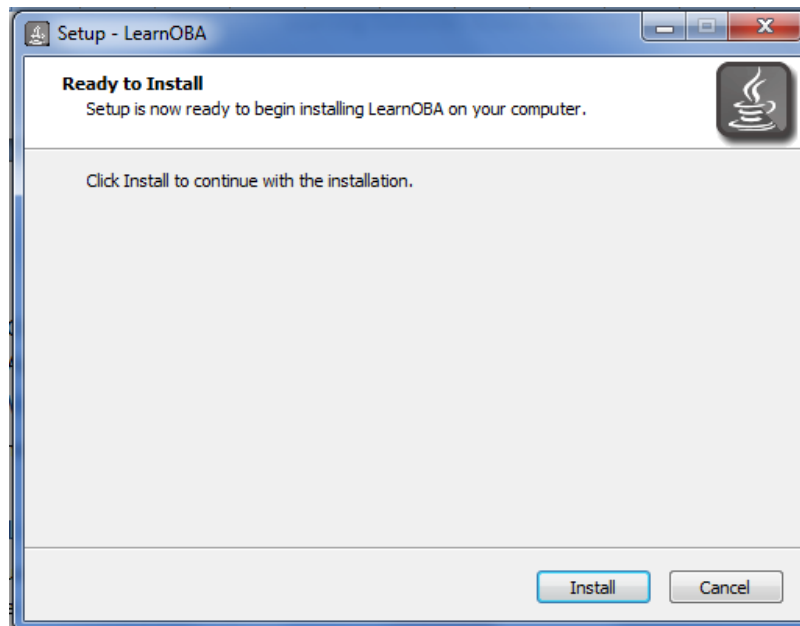 Setup - LearnOBA
Ready to Install
Setup is now ready to begin installing LearnOBA on your computer.
Click Install to continue with the installation.
Install
Cancel